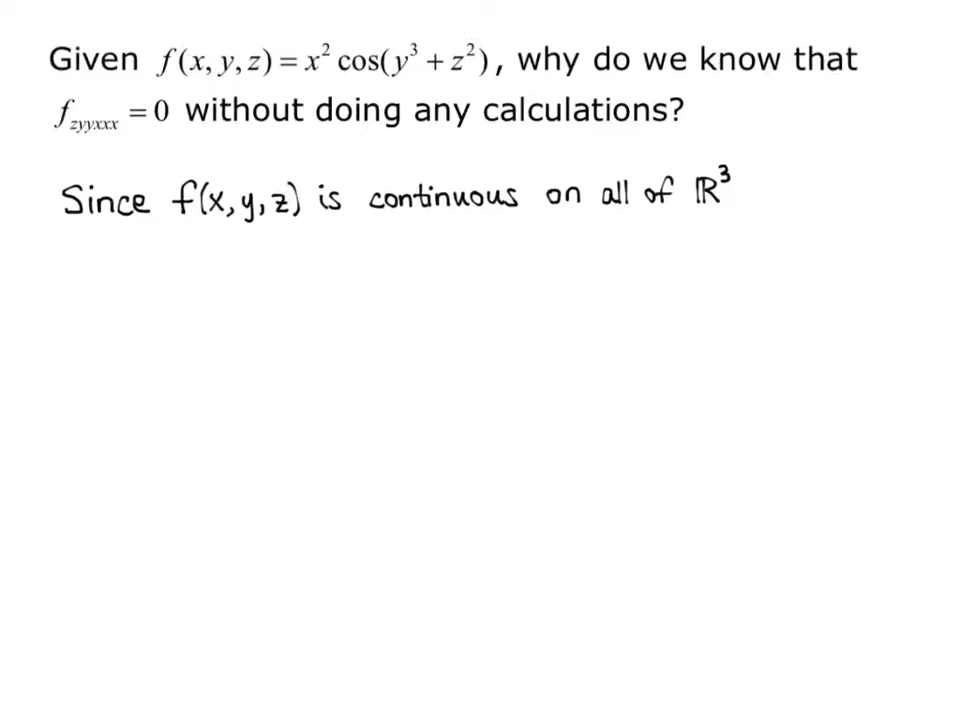 Given f(x, y, z) = x² cos(y³ + z²), why do we know that
f_zyyxxx = 0 without doing any calculations?
Since f(x, y, z) is continuous on all of ℝ³